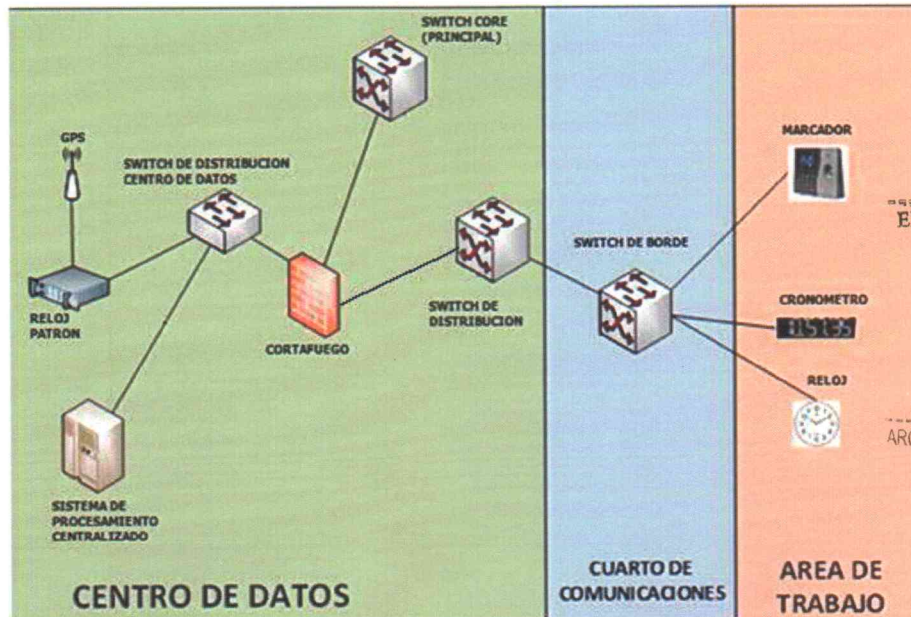 SWITCH CORE
(PRINCIPAL)
GPS
SWITCH DE DISTRIBUCION
CENTRO DE DATOS
RELOJ
PATRON
CORTAFUEGO
SWITCH DE
DISTRIBUCION
SISTEMA DE
PROCESAMIENTO
CENTRALIZADO
CENTRO DE DATOS
SWITCH DE BORDE
CUARTO DE
COMUNICACIONES
MARCADOR
CRONOMETRO
RELOJ
AREA DE
TRABAJO